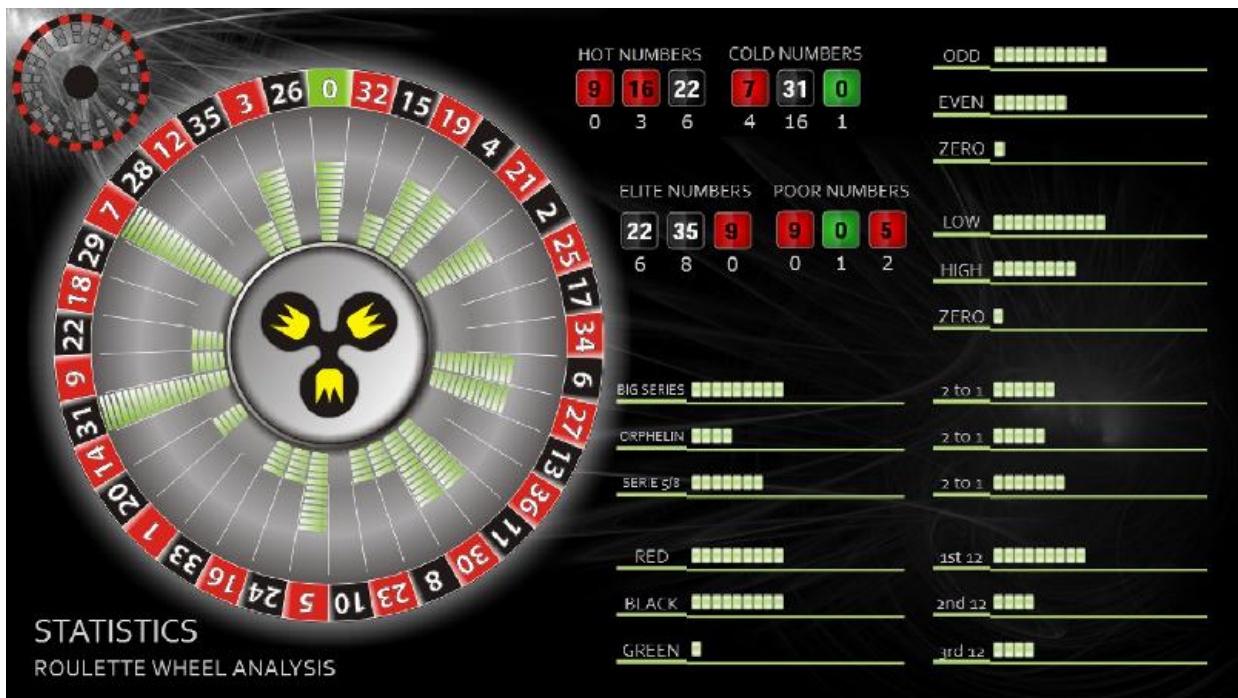 HOT NUMBERS COLD NUMBERS
9 16 22 7 31 0
0 3 6 4 16 1
ELITE NUMBERS POOR NUMBERS
22 35 9 9 0 5
6 8 0 0 1 2
ODD
EVEN
ZERO
LOW
HIGH
ZERO
BIG SERIES
ORPHELIN
SERIE 5/8
2 to 1
2 to 1
2 to 1
RED
BLACK
GREEN
1st 12
2nd 12
3rd 12
0 32 15 19 4 21 2 25 17 34 6 27 13 36 11 30 8 23 10 5 24 16 33 1 20 14 31 9 22 18 29 7 28 12 35 3 26
STATISTICS
ROULETTE WHEEL ANALYSIS